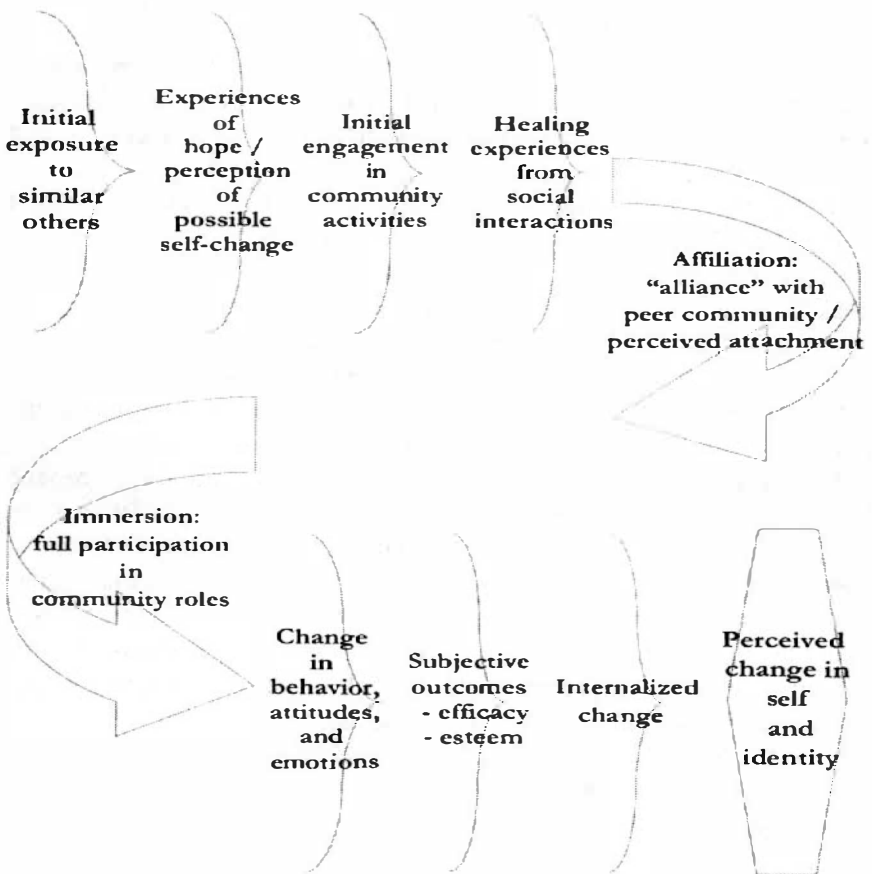 Initial
exposure
to
similar
others
Experiences
of
hope /
perception
of
possible
self-change
Initial
engagement
in
community
activities
Healing
experiences
from
social
interactions
Affiliation:
“alliance” with
peer community /
perceived attachment
Immersion:
full participation
in
community roles
Change
in
behavior,
attitudes,
and
emotions
Subjective
outcomes
- efficacy
- esteem
Internalized
change
Perceived
change in
self
and
identity